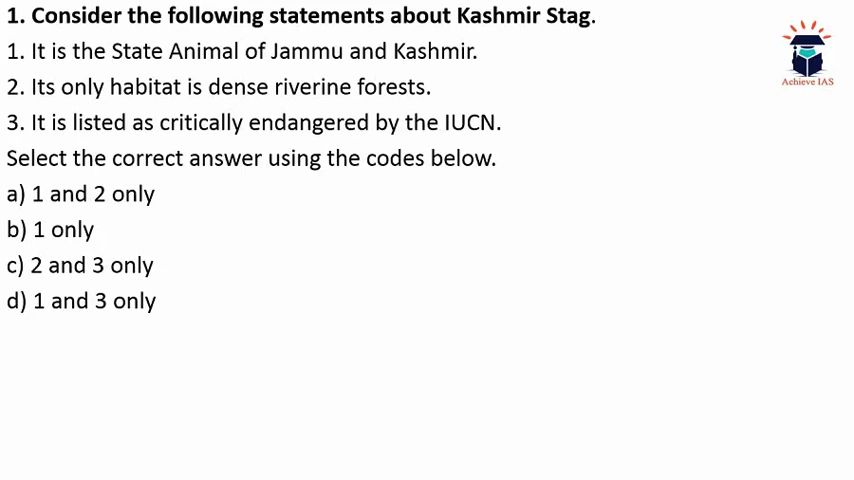 1. Consider the following statements about Kashmir Stag.
1. It is the State Animal of Jammu and Kashmir.
2. Its only habitat is dense riverine forests.
3. It is listed as critically endangered by the IUCN.
Select the correct answer using the codes below.
a) 1 and 2 only
b) 1 only
c) 2 and 3 only
d) 1 and 3 only
Achieve IAS